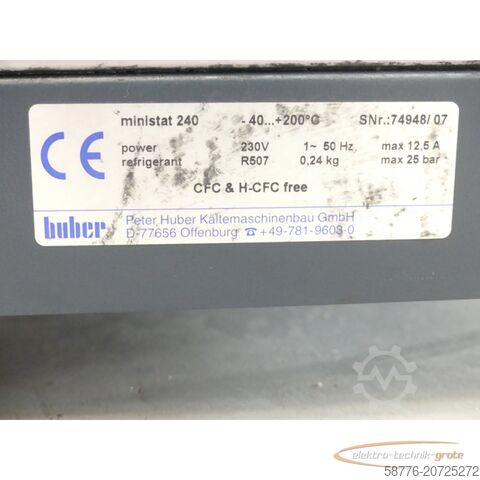 ministat 240 - 40...+200°C SNr.:74948/ 07
power 230V 1~ 50 Hz max 12,5 A
refrigerant R507 0,24 kg max 25 bar
CFC & H-CFC free
CE
huber
Peter Huber Kältemaschinenbau GmbH
D-77656 Offenburg ☎+49-781-9603-0
elektro-technik-grote
58776-20725272